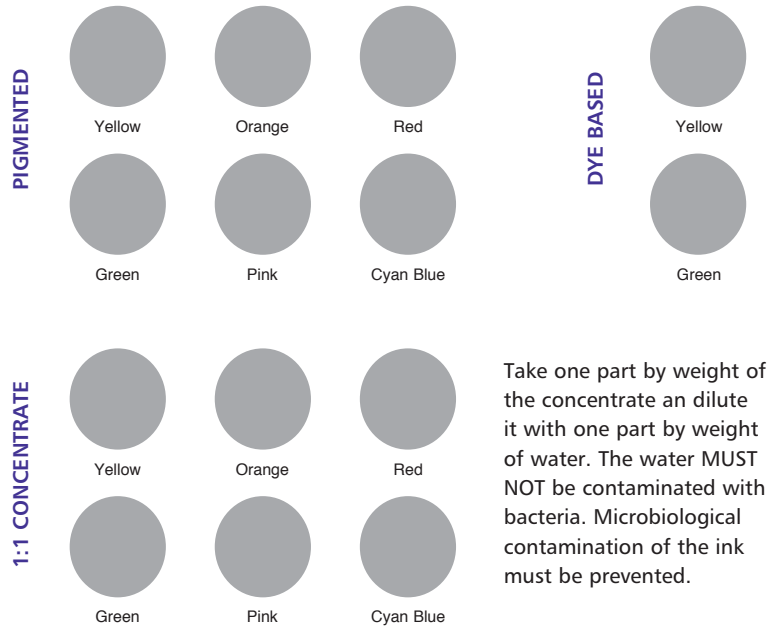 PIGMENTED
Yellow
Orange
Red
Green
Pink
Cyan Blue
DYE BASED
Yellow
Green
1:1 CONCENTRATE
Yellow
Orange
Red
Green
Pink
Cyan Blue
Take one part by weight of
the concentrate an dilute
it with one part by weight
of water. The water MUST
NOT be contaminated with
bacteria. Microbiological
contamination of the ink
must be prevented.